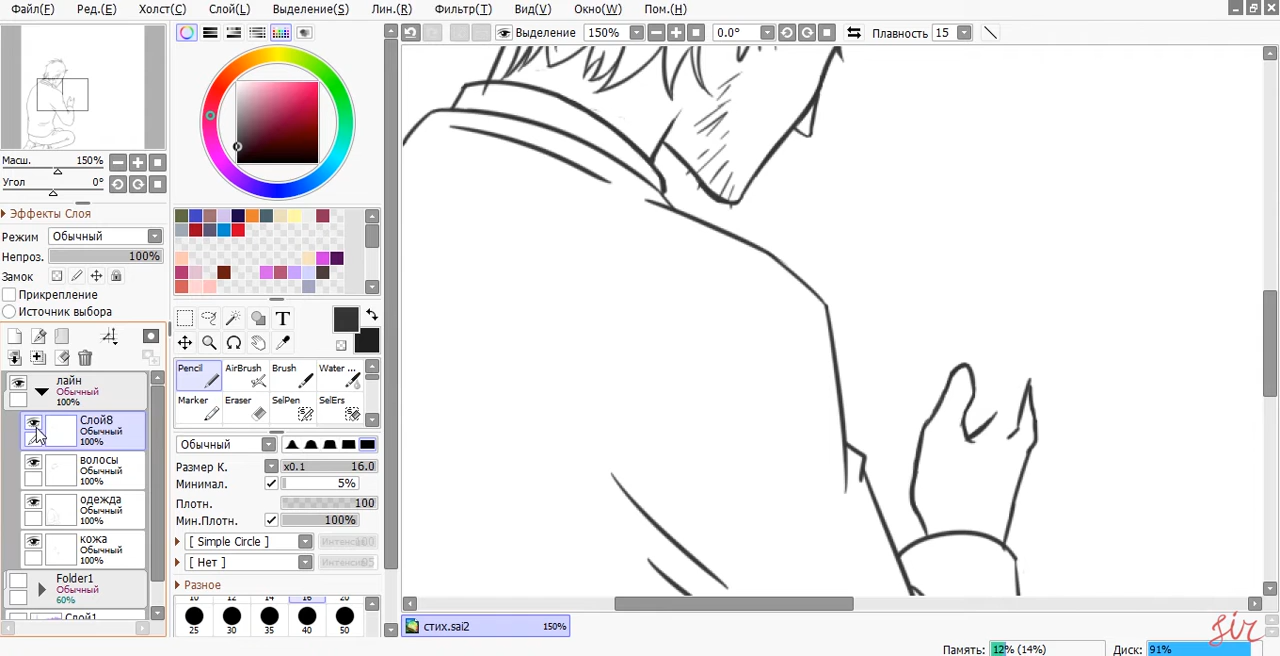 Файл(F) Ред.(E) Холст(C) Слой(L) Выделение(S) Лин.(R) Фильтр(T) Вид(V) Окно(W) Пом.(H)
Выделение 150% 0.0° Плавность 15
Масш. 150%
Угол 0°
Эффекты Слоя
Режим Обычный
Непроз. 100%
Замок
Прикрепление
Источник выбора
лайн
Обычный
100%
Слой8
Обычный
100%
волосы
Обычный
100%
одежда
Обычный
100%
кожа
Обычный
100%
Folder1
Обычный
60%
Слой1
T
Pencil AirBrush Brush Water ...
Marker Eraser SelPen SelErs
Обычный
Размер К. x0.1 16.0
Минимал. 5%
Плотн. 100
Мин.Плотн. 100%
[ Simple Circle ]
[ Нет ]
Разное
10 12 14 16 20
25 30 35 40 50
стих.sai2 150%
sir
Память: 12% (14%) Диск: 91%